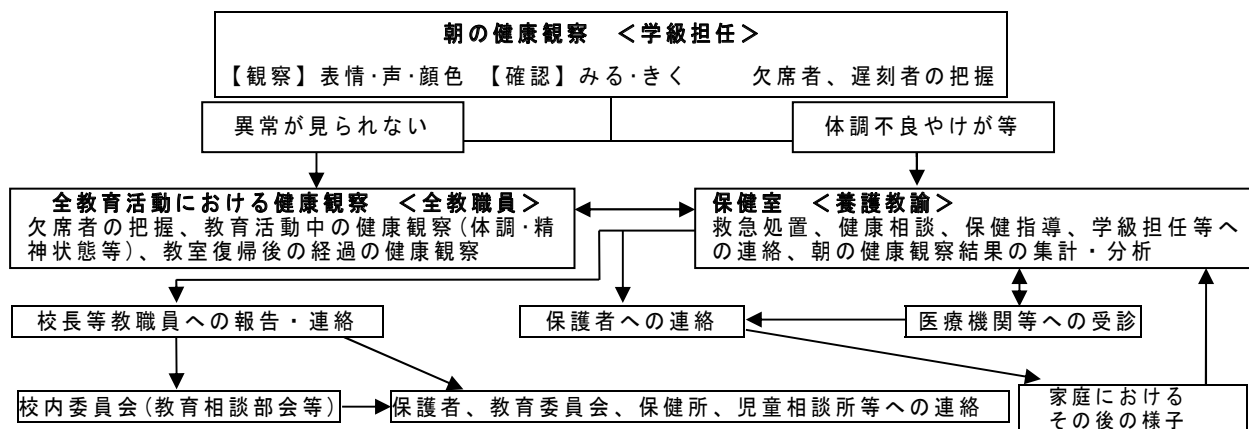 朝の健康観察　＜学級担任＞
【観察】表情・声・顔色　【確認】みる・きく　　欠席者、遅刻者の把握
異常が見られない
体調不良やけが等
全教育活動における健康観察　＜全教職員＞
欠席者の把握、教育活動中の健康観察(体調・精
神状態等)、教室復帰後の経過の健康観察
保健室　＜養護教諭＞
救急処置、健康相談、保健指導、学級担任等へ
の連絡、朝の健康観察結果の集計・分析
校長等教職員への報告・連絡
保護者への連絡
医療機関等への受診
校内委員会(教育相談部会等)
保護者、教育委員会、保健所、児童相談所等への連絡
家庭における
その後の様子